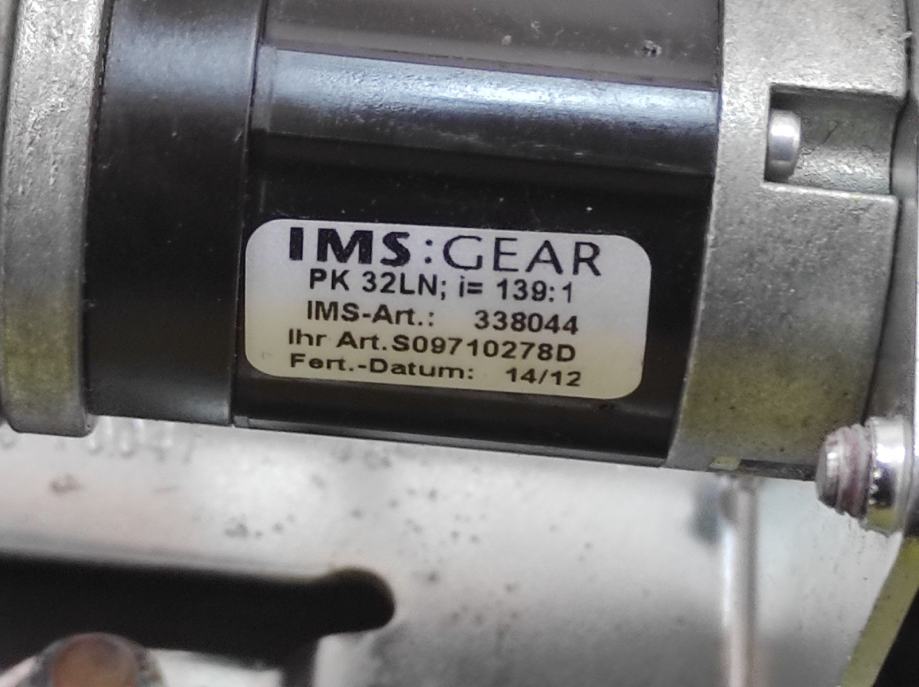 IMS:GEAR
PK 32LN; i= 139:1
IMS-Art.: 338044
Ihr Art.S09710278D
Fert.-Datum: 14/12